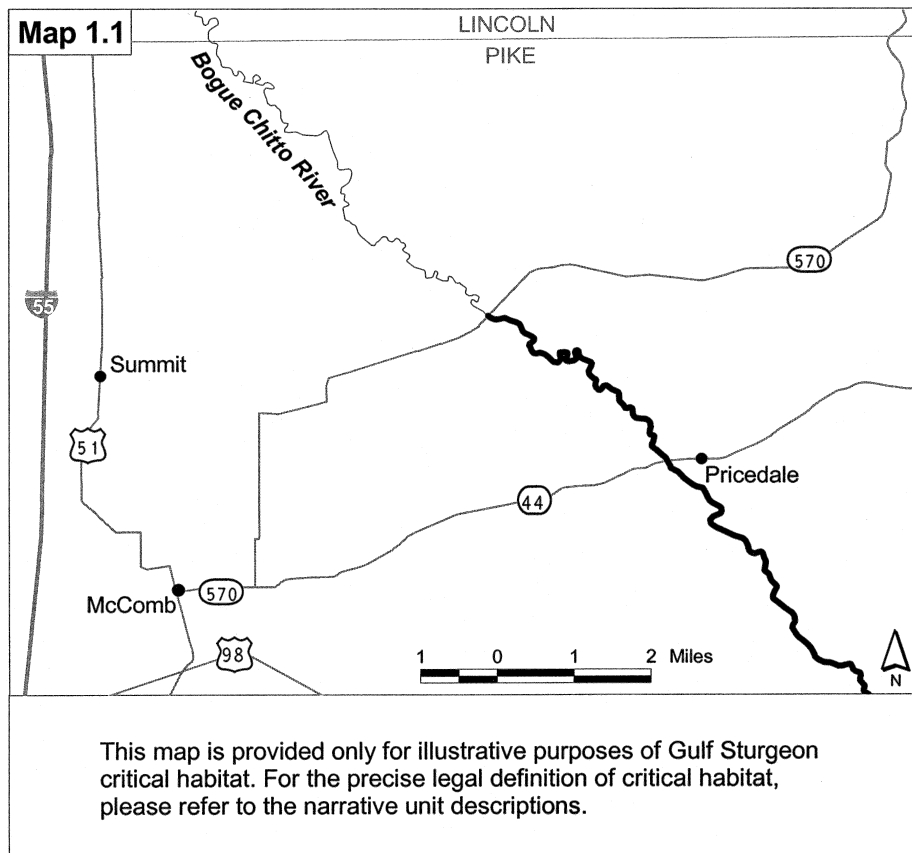 Map 1.1
LINCOLN
PIKE
Bogue Chitto River
570
55
Summit
51
Pricedale
44
McComb
570
98
1 0 1 2 Miles
N
This map is provided only for illustrative purposes of Gulf Sturgeon
critical habitat. For the precise legal definition of critical habitat,
please refer to the narrative unit descriptions.